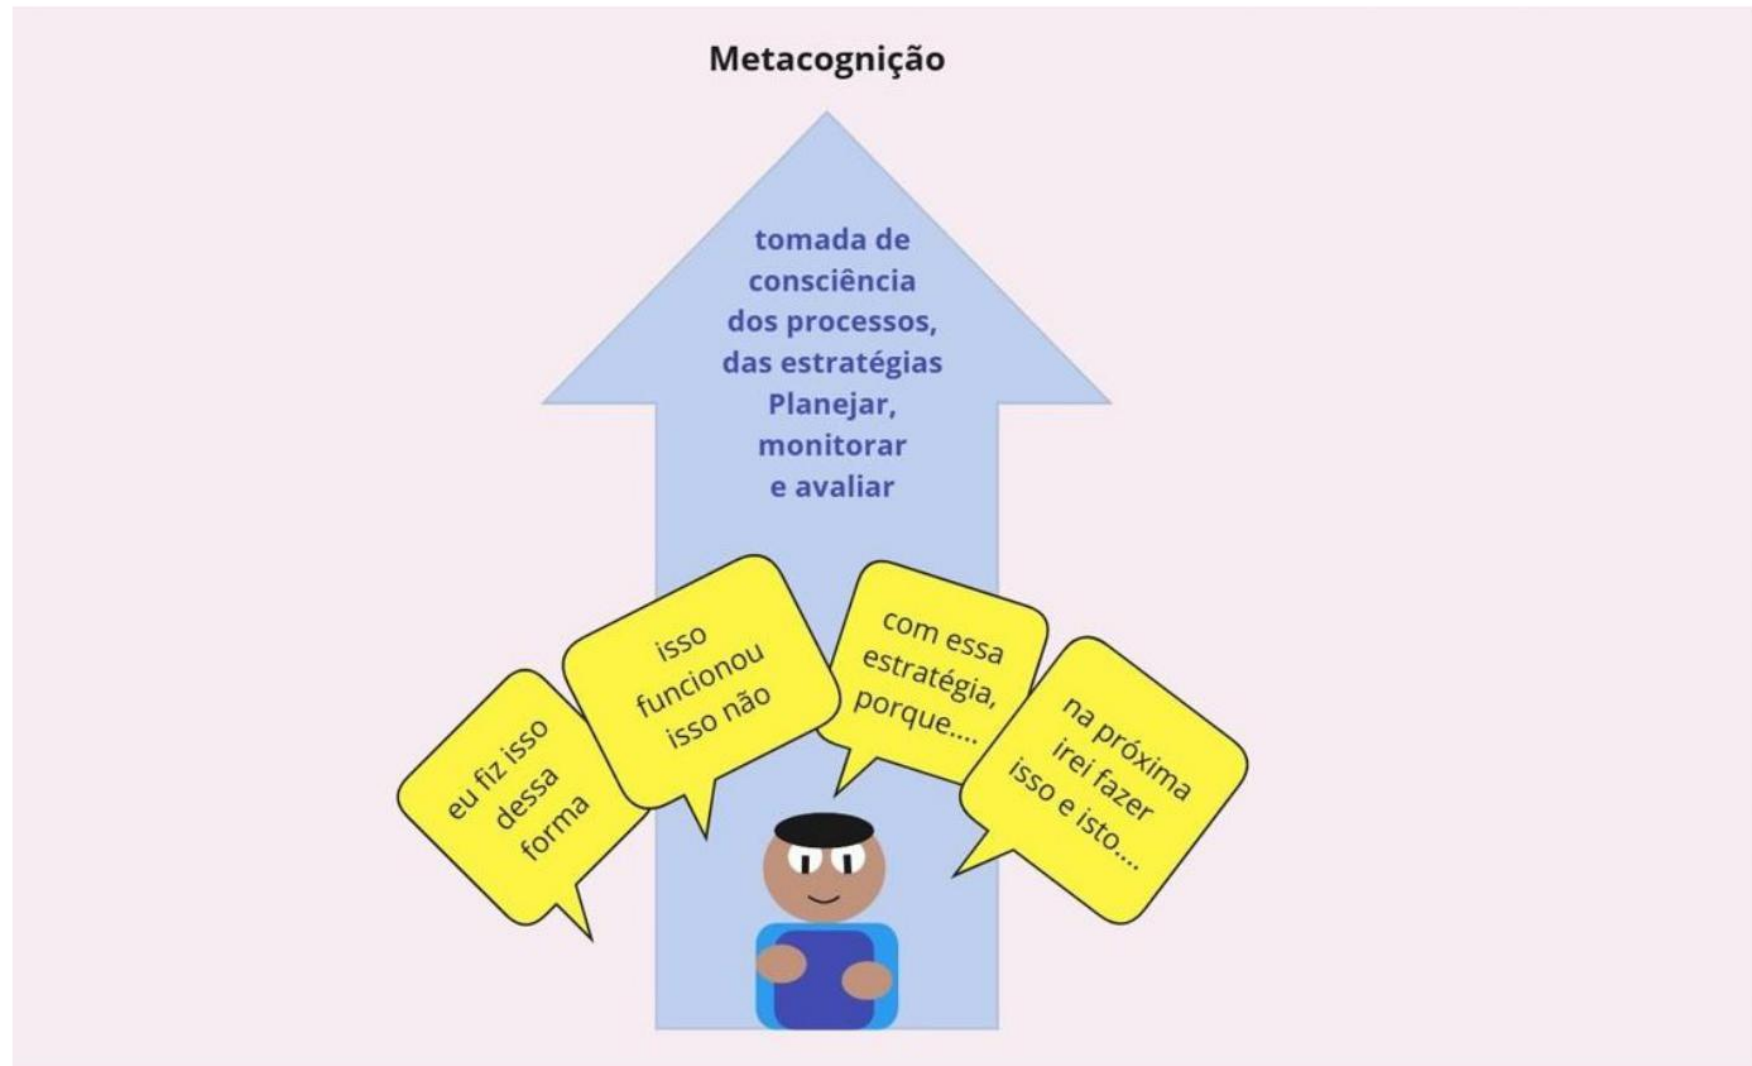 Metacognição
tomada de
consciência
dos processos,
das estratégias
Planejar,
monitorar
e avaliar
eu fiz isso
dessa
forma
isso
funcionou
isso não
com essa
estratégia,
porque....
na próxima
irei fazer
isso e isto....